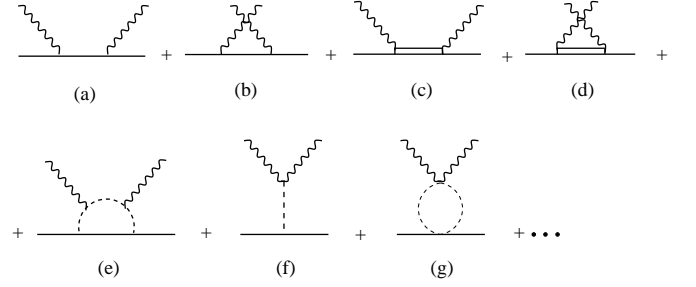 + + + +
(a) (b) (c) (d)
+ + + + •••
(e) (f) (g)